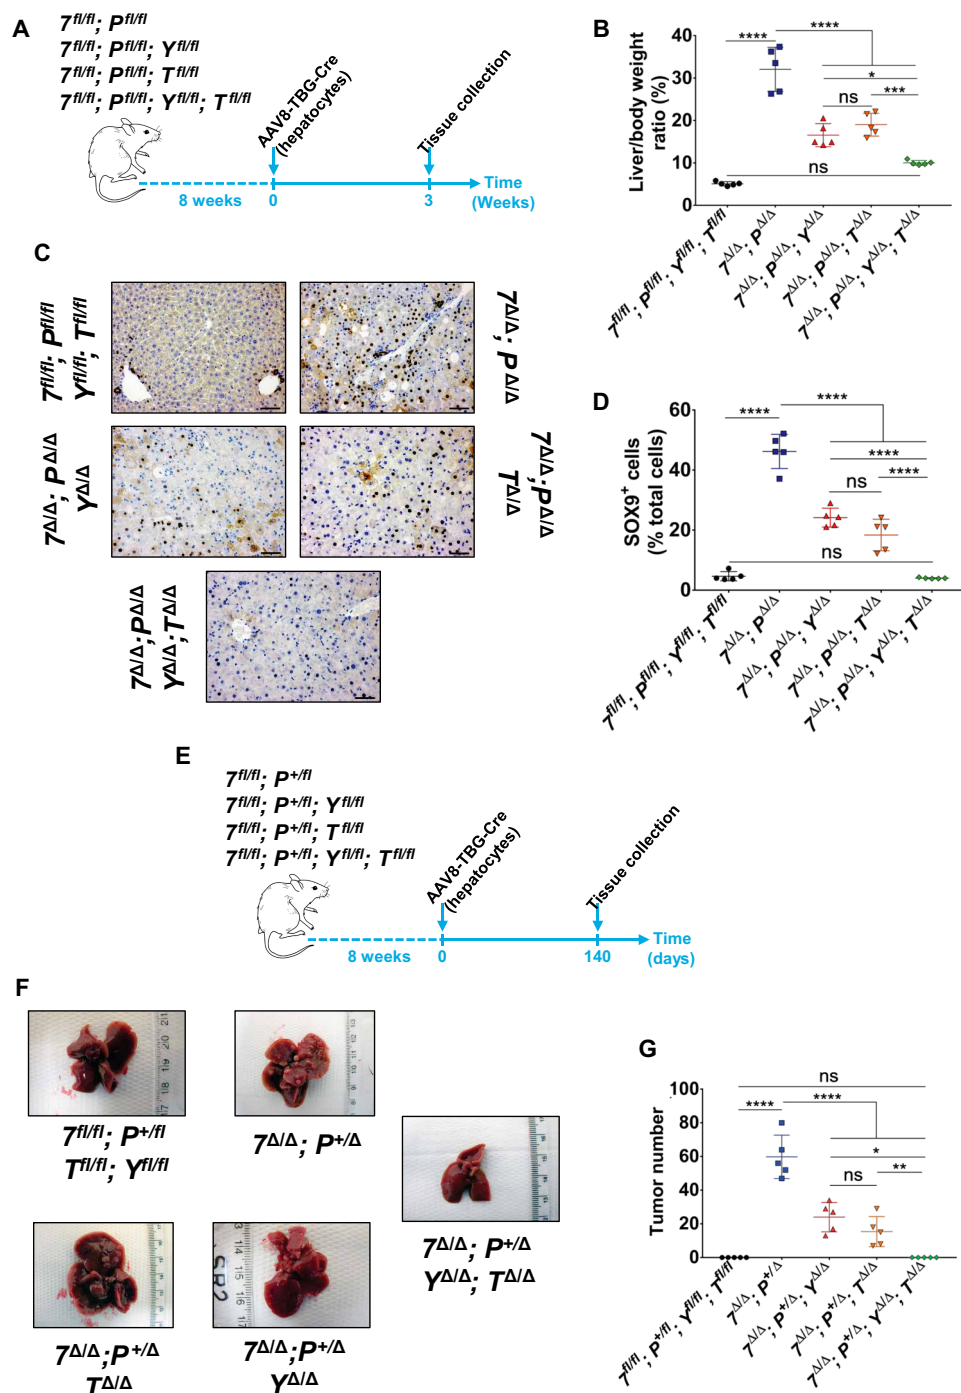 A
7fl/fl; Pfl/fl
7fl/fl; Pfl/fl; Yfl/fl
7fl/fl; Pfl/fl; Tfl/fl
7fl/fl; Pfl/fl; Yfl/fl; Tfl/fl
AAV8-TBG-Cre
(hepatocytes)
Tissue collection
8 weeks
0
3
Time
(Weeks)
B
Liver/body weight
ratio (%)
40
30
20
10
0
****
****
*
ns
***
ns
7fl/fl; Pfl/fl; Yfl/fl; Tfl/fl
7Δ/Δ; PΔ/Δ
7Δ/Δ; PΔ/Δ; YΔ/Δ
7Δ/Δ; PΔ/Δ; TΔ/Δ
7Δ/Δ; PΔ/Δ; YΔ/Δ; TΔ/Δ
C
7fl/fl; Pfl/fl
Yfl/fl; Tfl/fl
7Δ/Δ; PΔ/Δ
7Δ/Δ; PΔ/Δ
YΔ/Δ
7Δ/Δ;PΔ/Δ
TΔ/Δ
7Δ/Δ;PΔ/Δ
YΔ/Δ;TΔ/Δ
D
SOX9+ cells
(% total cells)
60
40
20
0
****
****
****
ns
****
ns
7fl/fl; Pfl/fl; Yfl/fl; Tfl/fl
7Δ/Δ; PΔ/Δ
7Δ/Δ; PΔ/Δ; YΔ/Δ
7Δ/Δ; PΔ/Δ; TΔ/Δ
7Δ/Δ; PΔ/Δ; YΔ/Δ; TΔ/Δ
E
7fl/fl; P+/fl
7fl/fl; P+/fl; Yfl/fl
7fl/fl; P+/fl; Tfl/fl
7fl/fl; P+/fl; Yfl/fl; Tfl/fl
AAV8-TBG-Cre
(hepatocytes)
Tissue collection
8 weeks
0
140
Time
(days)
F
7fl/fl; P+/fl
Tfl/fl; Yfl/fl
7Δ/Δ; P+/Δ
7Δ/Δ; P+/Δ
YΔ/Δ; TΔ/Δ
7Δ/Δ;P+/Δ
TΔ/Δ
7Δ/Δ;P+/Δ
YΔ/Δ
G
Tumor number
100
80
60
40
20
0
ns
****
****
*
ns
**
7fl/fl; P+/fl; Yfl/fl; Tfl/fl
7Δ/Δ; P+/Δ
7Δ/Δ; P+/Δ; YΔ/Δ
7Δ/Δ; P+/Δ; TΔ/Δ
7Δ/Δ; P+/Δ; YΔ/Δ; TΔ/Δ